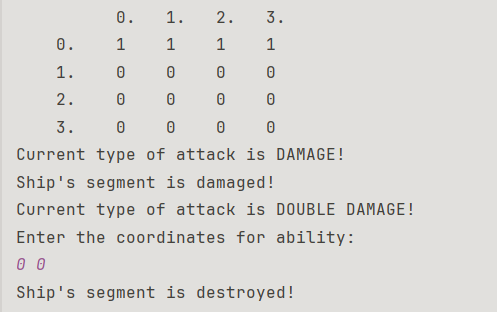 0. 1. 2. 3.
0. 1 1 1 1
1. 0 0 0 0
2. 0 0 0 0
3. 0 0 0 0
Current type of attack is DAMAGE!
Ship's segment is damaged!
Current type of attack is DOUBLE DAMAGE!
Enter the coordinates for ability:
0 0
Ship's segment is destroyed!